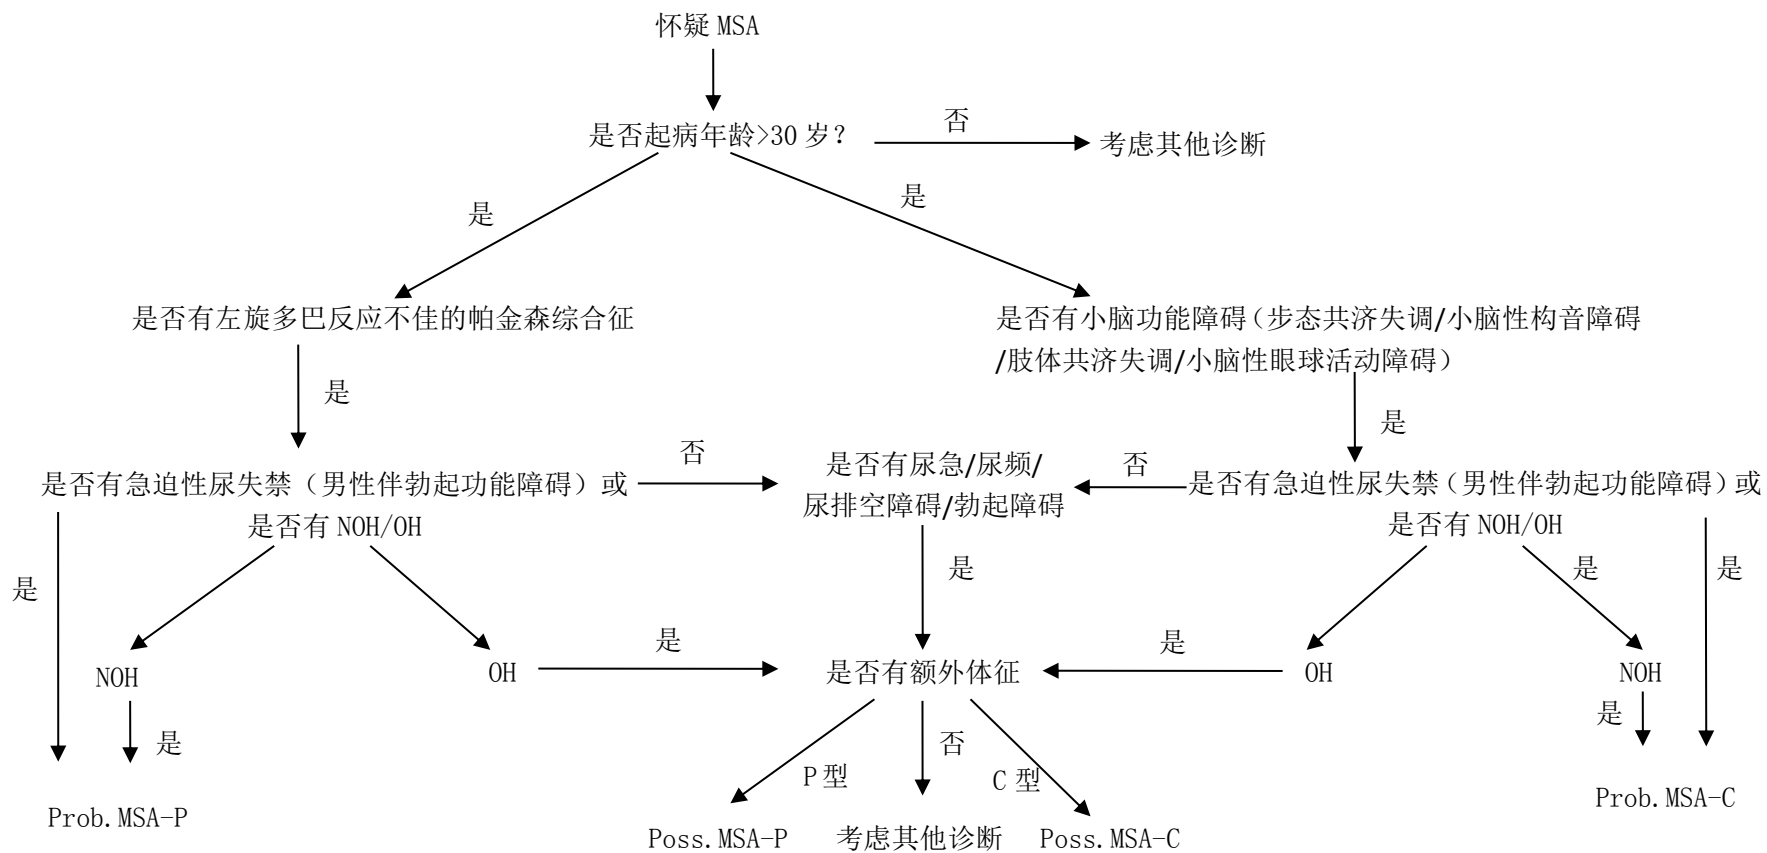 怀疑 MSA
是否起病年龄>30 岁?
否
考虑其他诊断
是
是
是否有左旋多巴反应不佳的帕金森综合征
是否有小脑功能障碍(步态共济失调/小脑性构音障碍
/肢体共济失调/小脑性眼球活动障碍)
是
是
是否有急迫性尿失禁(男性伴勃起功能障碍)或
是否有 NOH/OH
否
是否有尿急/尿频/
尿排空障碍/勃起障碍
否
是否有急迫性尿失禁(男性伴勃起功能障碍)或
是否有 NOH/OH
是
是
是
是
NOH
OH
是
是否有额外体征
是
OH
NOH
是
P 型
否
C 型
是
Prob.MSA-P
Poss.MSA-P
考虑其他诊断
Poss.MSA-C
Prob.MSA-C